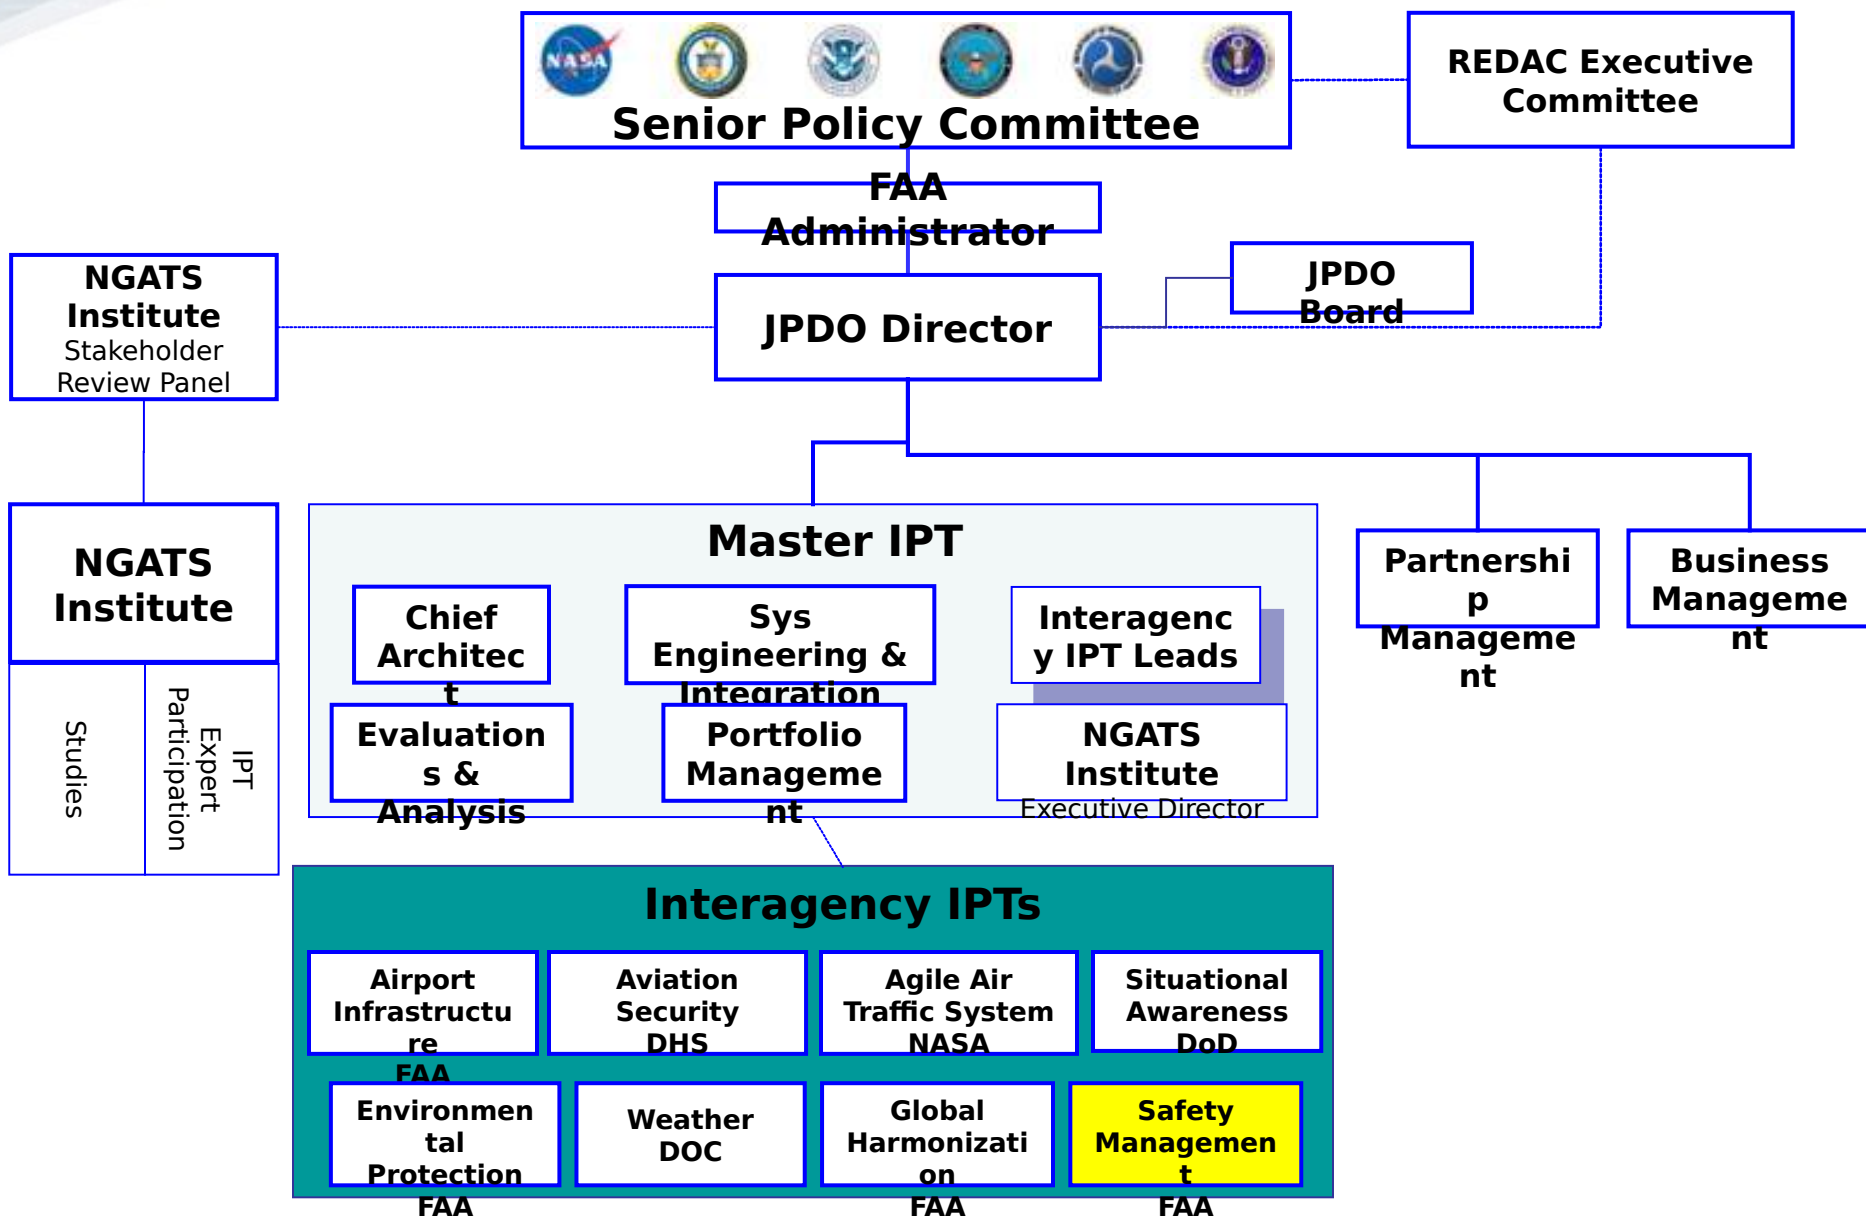 NASA
Senior Policy Committee
REDAC Executive
Committee
FAA
Administrator
JPDO
Board
NGATS
Institute
Stakeholder
Review Panel
JPDO Director
NGATS
Institute
Studies
IPT
Expert
Participation
Master IPT
Chief
Architec
t
Sys
Engineering &
Integration
Interagenc
y IPT Leads
Evaluation
s &
Analysis
Portfolio
Manageme
nt
NGATS
Institute
Executive Director
Partnershi
p
Manageme
nt
Business
Manageme
nt
Interagency IPTs
Airport
Infrastructu
re
FAA
Aviation
Security
DHS
Agile Air
Traffic System
NASA
Situational
Awareness
DoD
Environmen
tal
Protection
FAA
Weather
DOC
Global
Harmonizati
on
FAA
Safety
Managemen
t
FAA